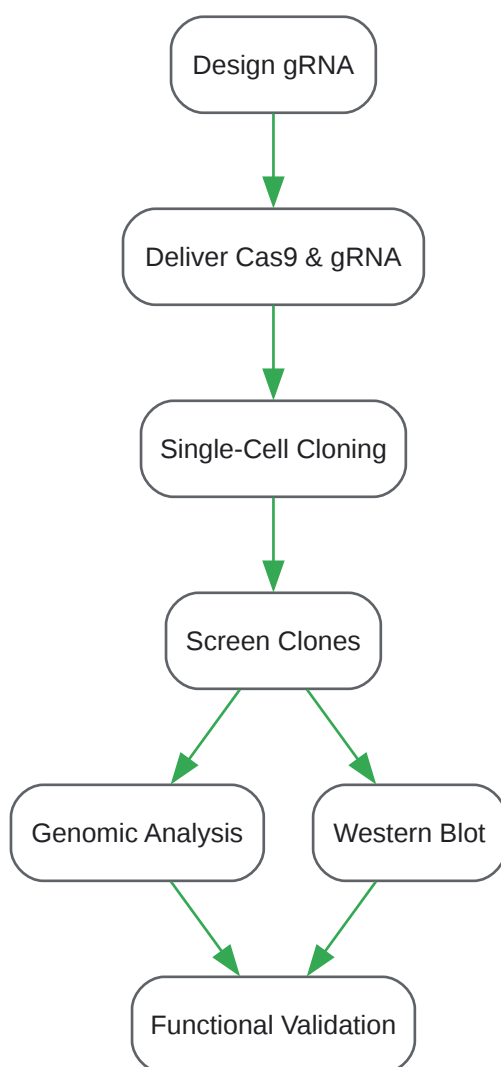 Design gRNA
Deliver Cas9 & gRNA
Single-Cell Cloning
Screen Clones
Genomic Analysis
Western Blot
Functional Validation